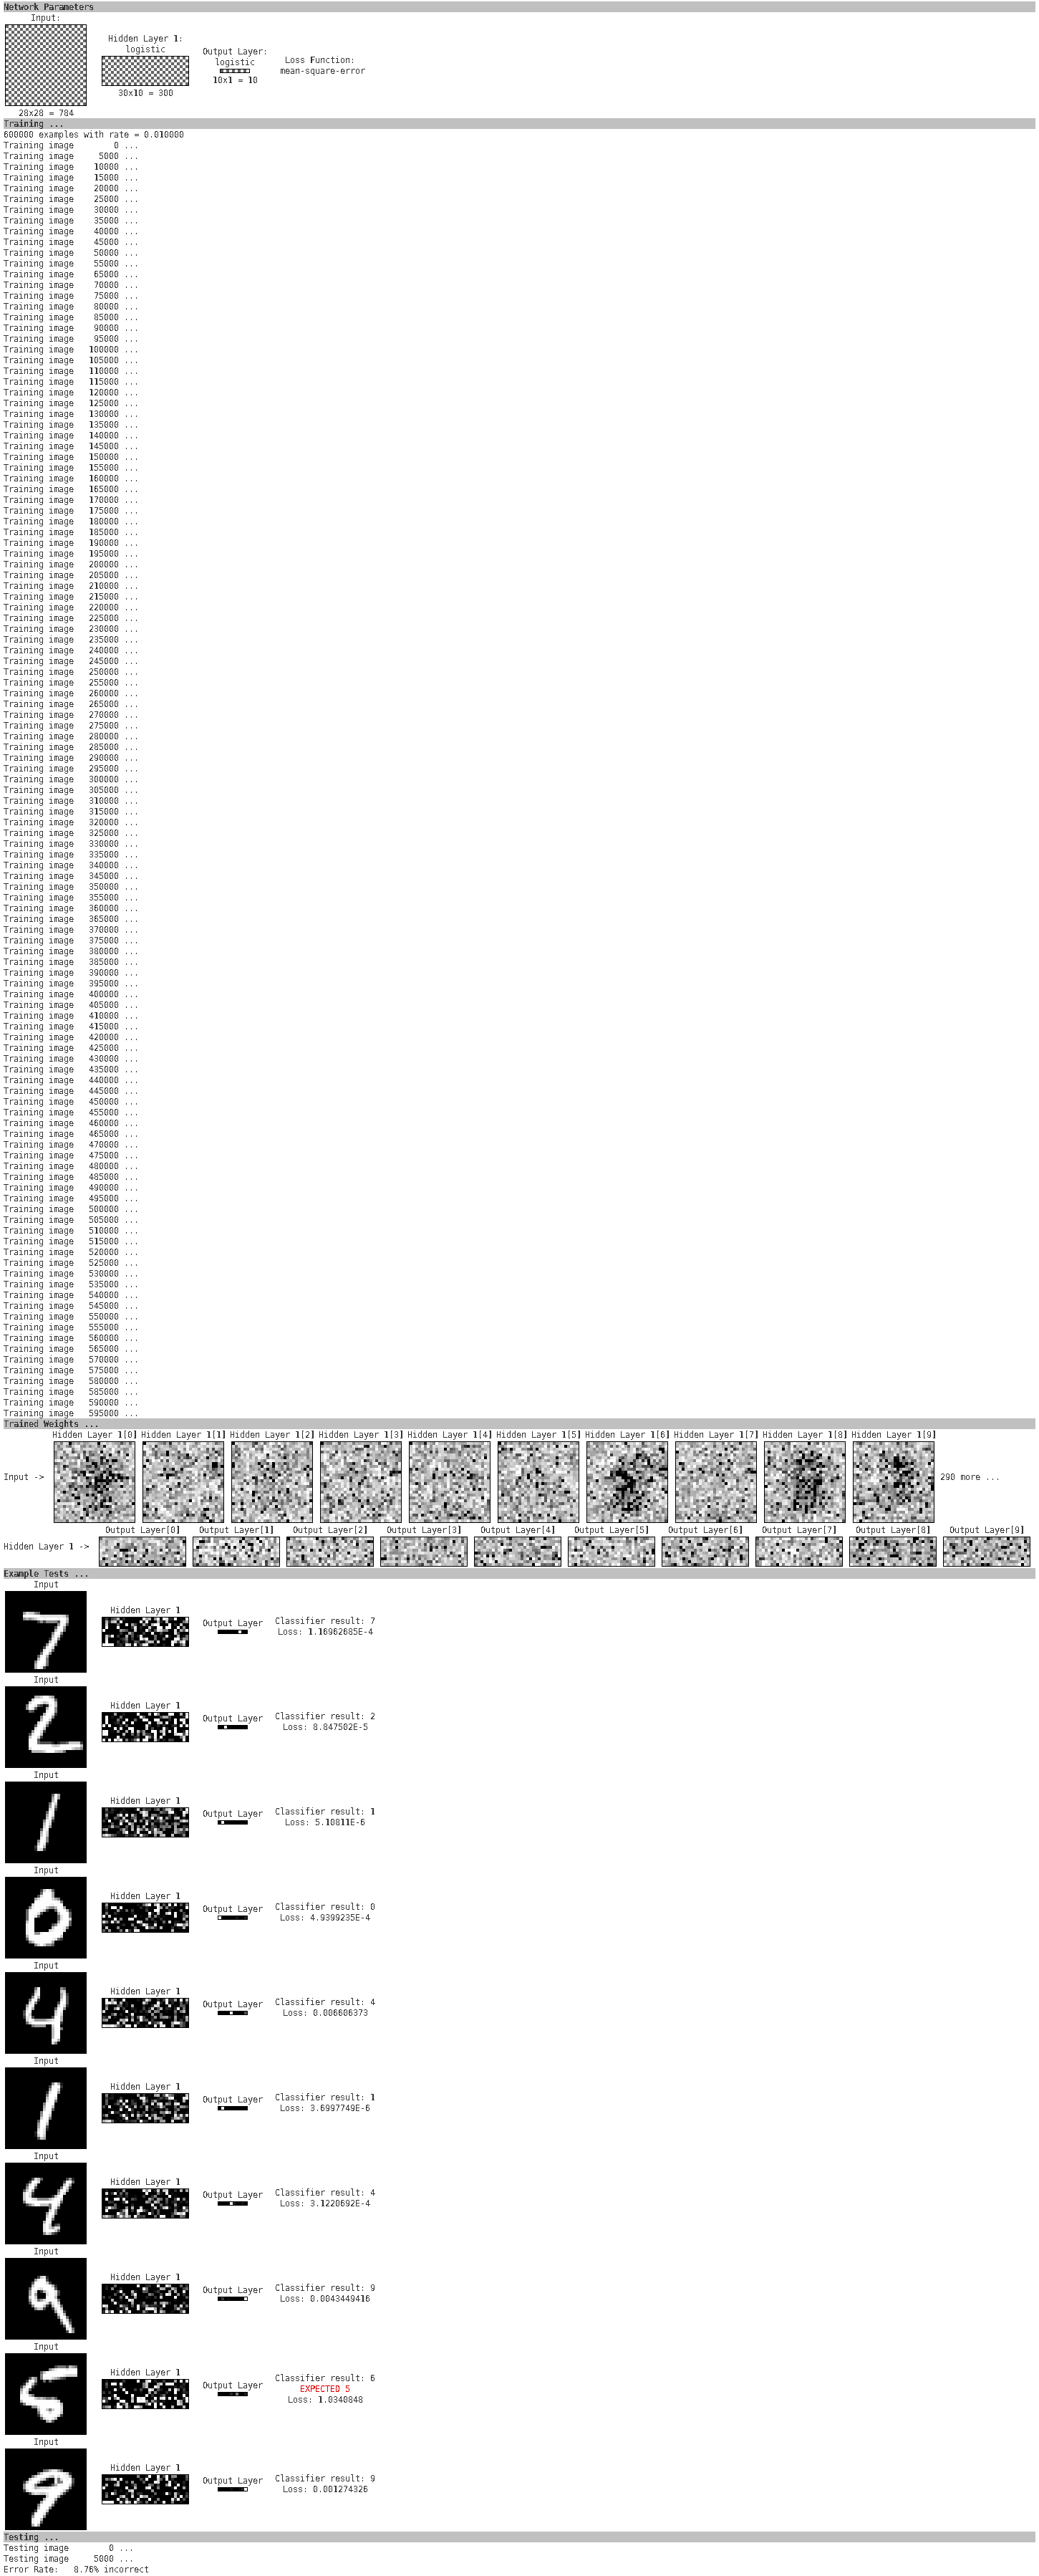 Network Parameters
Input:
Hidden Layer 1:
logistic
Output Layer:
logistic
Loss Function:
mean-square-error
10x1 = 10
30x10 = 300
28x28 = 784
Training ...
600000 examples with rate = 0.010000
Training image 0 ...
Training image 5000 ...
Training image 10000 ...
Training image 15000 ...
Training image 20000 ...
Training image 25000 ...
Training image 30000 ...
Training image 35000 ...
Training image 40000 ...
Training image 45000 ...
Training image 50000 ...
Training image 55000 ...
Training image 65000 ...
Training image 70000 ...
Training image 75000 ...
Training image 80000 ...
Training image 85000 ...
Training image 90000 ...
Training image 95000 ...
Training image 100000 ...
Training image 105000 ...
Training image 110000 ...
Training image 115000 ...
Training image 120000 ...
Training image 125000 ...
Training image 130000 ...
Training image 135000 ...
Training image 140000 ...
Training image 145000 ...
Training image 150000 ...
Training image 155000 ...
Training image 160000 ...
Training image 165000 ...
Training image 170000 ...
Training image 175000 ...
Training image 180000 ...
Training image 185000 ...
Training image 190000 ...
Training image 195000 ...
Training image 200000 ...
Training image 205000 ...
Training image 210000 ...
Training image 215000 ...
Training image 220000 ...
Training image 225000 ...
Training image 230000 ...
Training image 235000 ...
Training image 240000 ...
Training image 245000 ...
Training image 250000 ...
Training image 255000 ...
Training image 260000 ...
Training image 265000 ...
Training image 270000 ...
Training image 275000 ...
Training image 280000 ...
Training image 285000 ...
Training image 290000 ...
Training image 295000 ...
Training image 300000 ...
Training image 305000 ...
Training image 310000 ...
Training image 315000 ...
Training image 320000 ...
Training image 325000 ...
Training image 330000 ...
Training image 335000 ...
Training image 340000 ...
Training image 345000 ...
Training image 350000 ...
Training image 355000 ...
Training image 360000 ...
Training image 365000 ...
Training image 370000 ...
Training image 375000 ...
Training image 380000 ...
Training image 385000 ...
Training image 390000 ...
Training image 395000 ...
Training image 400000 ...
Training image 405000 ...
Training image 410000 ...
Training image 415000 ...
Training image 420000 ...
Training image 425000 ...
Training image 430000 ...
Training image 435000 ...
Training image 440000 ...
Training image 445000 ...
Training image 450000 ...
Training image 455000 ...
Training image 460000 ...
Training image 465000 ...
Training image 470000 ...
Training image 475000 ...
Training image 480000 ...
Training image 485000 ...
Training image 490000 ...
Training image 495000 ...
Training image 500000 ...
Training image 505000 ...
Training image 510000 ...
Training image 515000 ...
Training image 520000 ...
Training image 525000 ...
Training image 530000 ...
Training image 535000 ...
Training image 540000 ...
Training image 545000 ...
Training image 550000 ...
Training image 555000 ...
Training image 560000 ...
Training image 565000 ...
Training image 570000 ...
Training image 575000 ...
Training image 580000 ...
Training image 585000 ...
Training image 590000 ...
Training image 595000 ...
Trained Weights ...
Hidden Layer 1[0] Hidden Layer 1[1] Hidden Layer 1[2] Hidden Layer 1[3] Hidden Layer 1[4] Hidden Layer 1[5] Hidden Layer 1[6] Hidden Layer 1[7] Hidden Layer 1[8] Hidden Layer 1[9]
Input -> 290 more ...
Output Layer[0] Output Layer[1] Output Layer[2] Output Layer[3] Output Layer[4] Output Layer[5] Output Layer[6] Output Layer[7] Output Layer[8] Output Layer[9]
Hidden Layer 1 ->
Example Tests ...
Input
7
Hidden Layer 1
Output Layer
Classifier result: 7
Loss: 1.16962685E-4
Input
2
Hidden Layer 1
Output Layer
Classifier result: 2
Loss: 8.847502E-5
Input
1
Hidden Layer 1
Output Layer
Classifier result: 1
Loss: 5.10811E-6
Input
0
Hidden Layer 1
Output Layer
Classifier result: 0
Loss: 4.9399235E-4
Input
4
Hidden Layer 1
Output Layer
Classifier result: 4
Loss: 0.006606373
Input
1
Hidden Layer 1
Output Layer
Classifier result: 1
Loss: 3.6997749E-6
Input
4
Hidden Layer 1
Output Layer
Classifier result: 4
Loss: 3.1220692E-4
Input
9
Hidden Layer 1
Output Layer
Classifier result: 9
Loss: 0.0043449416
Input
5
Hidden Layer 1
Output Layer
Classifier result: 6
EXPECTED 5
Loss: 1.0340848
Input
9
Hidden Layer 1
Output Layer
Classifier result: 9
Loss: 0.001274326
Testing ...
Testing image 0 ...
Testing image 5000 ...
Error Rate: 8.76% incorrect